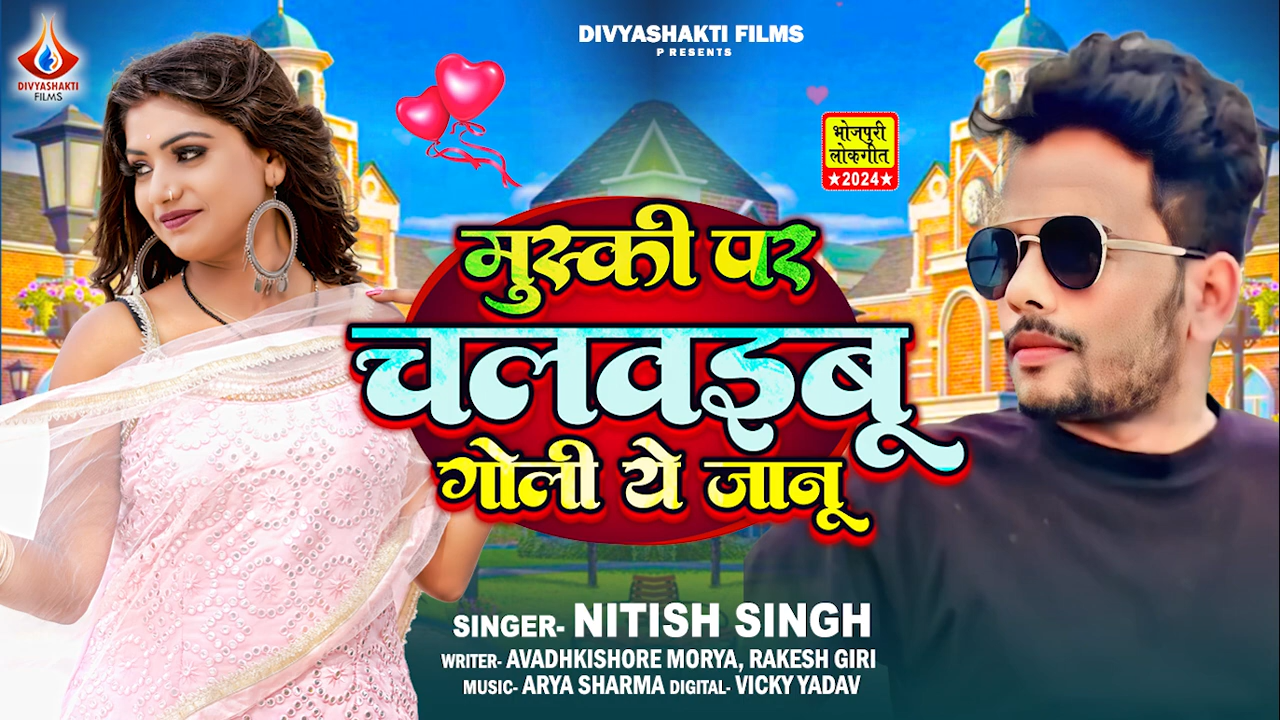 DIVYASHAKTI
FILMS
DIVYASHAKTI FILMS
PRESENTS
भोजपुरी
लोकगीत
★2024★
मुस्की पर
चलवइबू
गोली ये जानू
SINGER- NITISH SINGH
WRITER- AVADHKISHORE MORYA, RAKESH GIRI
MUSIC- ARYA SHARMA DIGITAL- VICKY YADAV